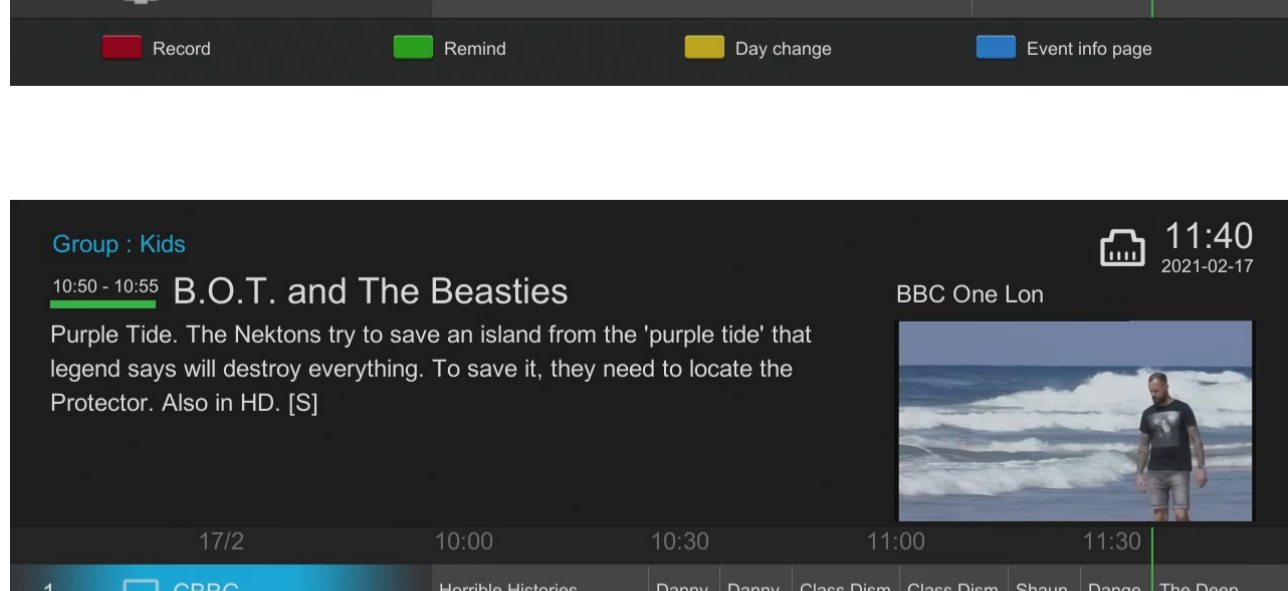 Record Remind Day change Event info page
Group : Kids
11:40
2021-02-17
10:50 - 10:55 B.O.T. and The Beasties
BBC One Lon
Purple Tide. The Nektons try to save an island from the 'purple tide' that
legend says will destroy everything. To save it, they need to locate the
Protector. Also in HD. [S]
17/2 10:00 10:30 11:00 11:30
1 CBBC Horrible Histories Danny Danny Class Dism Class Dism Shaun Dange The Deep